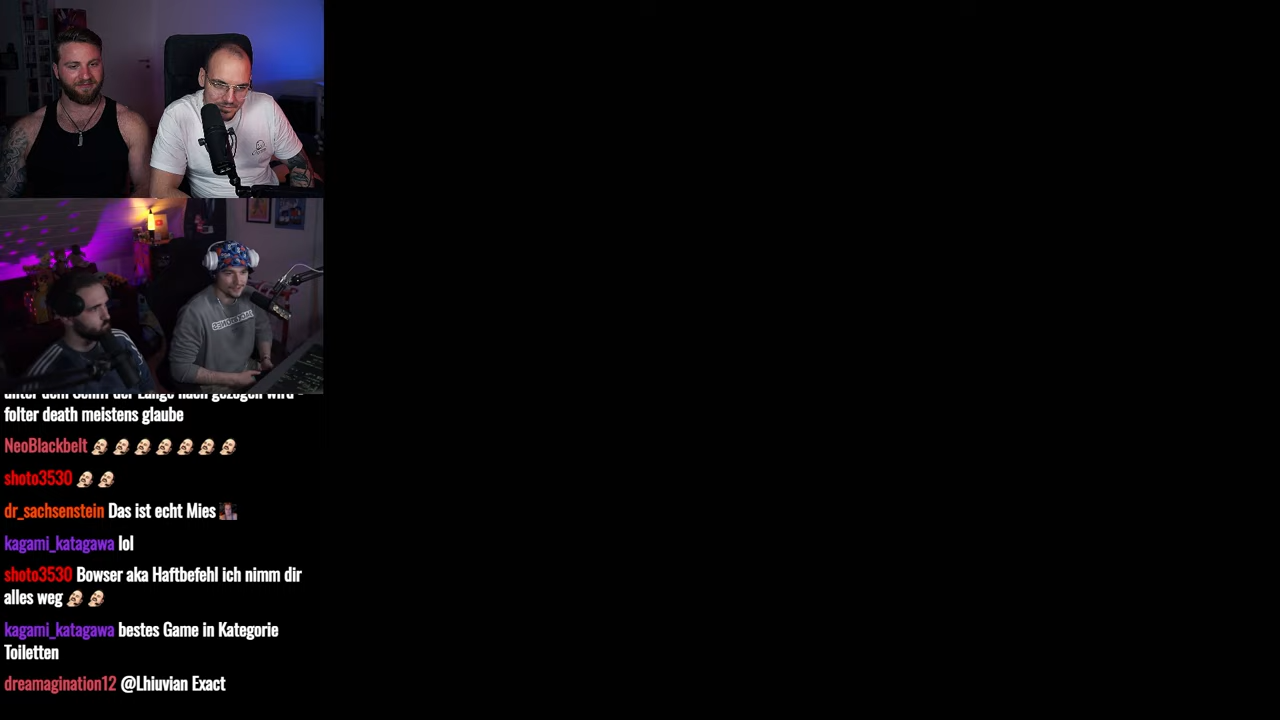 folter death meistens glaube
NeoBlackbelt
shoto3530
dr_sachsenstein Das ist echt Mies
kagami_katagawa lol
shoto3530 Bowser aka Haftbefehl ich nimm dir
alles weg
kagami_katagawa bestes Game in Kategorie
Toiletten
dreamagination12 @Lhiuvian Exact